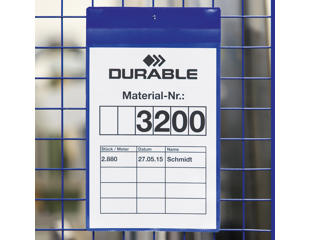 DURABLE
Material-Nr.:
3200
Stück / Meter Datum Name
2.880 27.05.15 Schmidt